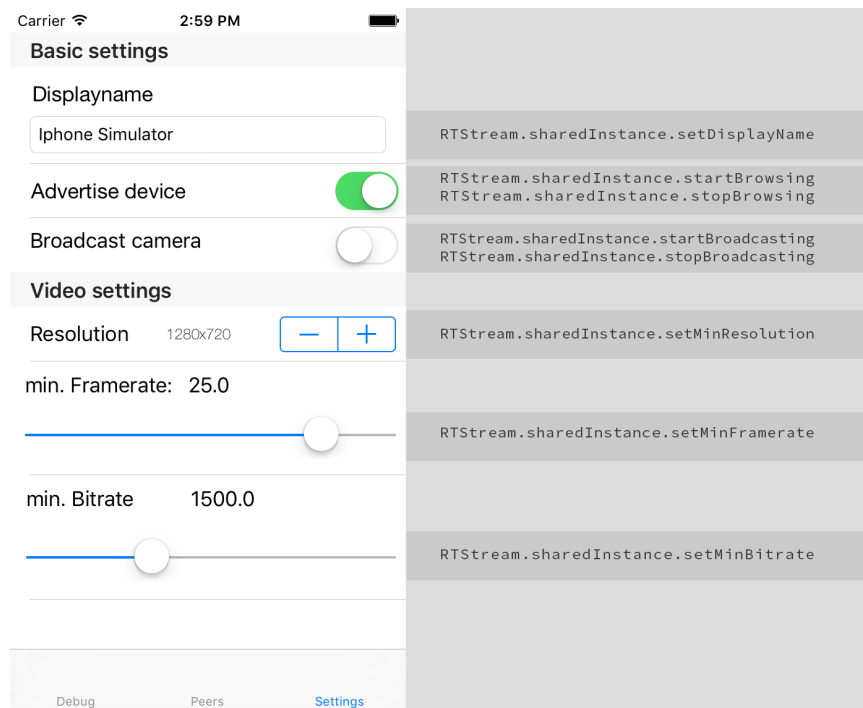 Carrier 2:59 PM
Basic settings
Displayname
Iphone Simulator
RTStream.sharedInstance.setDisplayName
Advertise device
RTStream.sharedInstance.startBrowsing
RTStream.sharedInstance.stopBrowsing
Broadcast camera
RTStream.sharedInstance.startBroadcasting
RTStream.sharedInstance.stopBroadcasting
Video settings
Resolution 1280x720
RTStream.sharedInstance.setMinResolution
min. Framerate: 25.0
RTStream.sharedInstance.setMinFramerate
min. Bitrate 1500.0
RTStream.sharedInstance.setMinBitrate
Debug Peers Settings